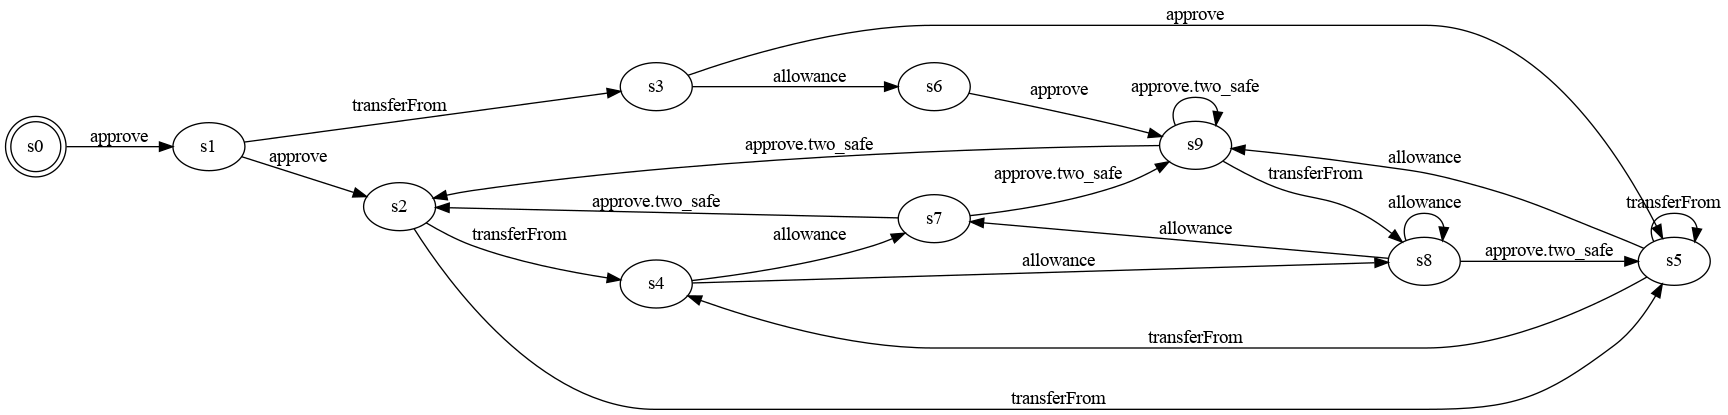 approve
s3
allowance
s6
approve
approve.two_safe
s9
transferFrom
approve
s0
approve
s1
approve.two_safe
allowance
transferFrom
s2
approve.two_safe
approve.two_safe
transferFrom
allowance
transferFrom
s7
allowance
allowance
s4
allowance
s8
approve.two_safe
s5
transferFrom
transferFrom